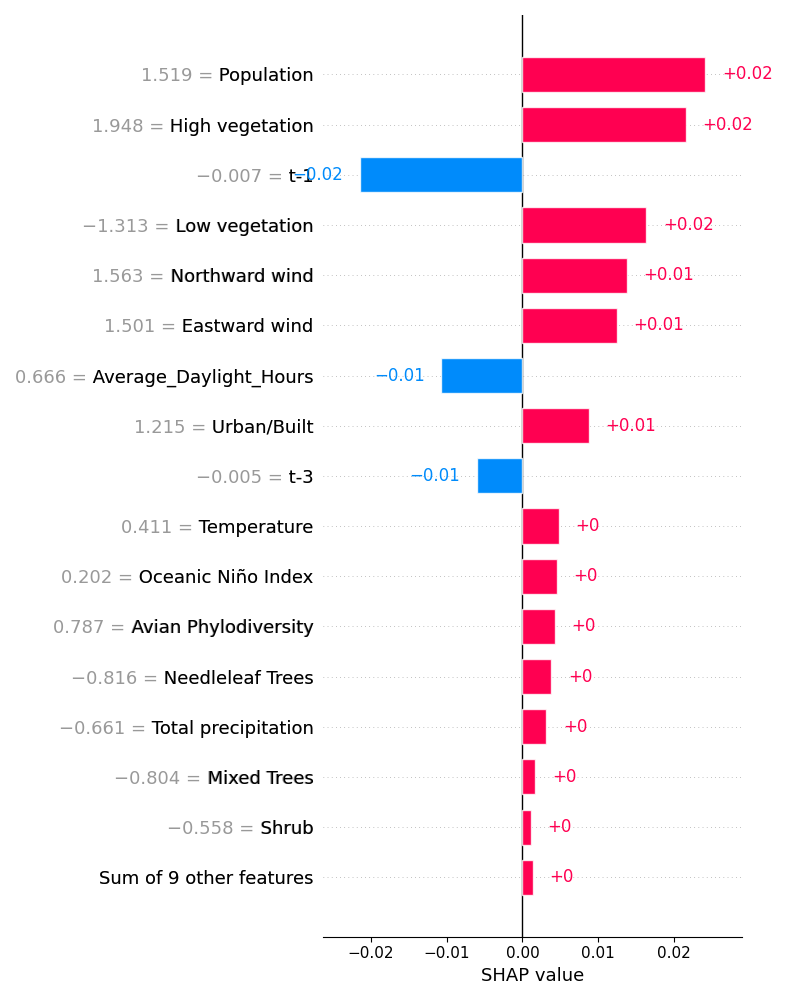 1.519 = Population +0.02
1.948 = High vegetation +0.02
−0.007 = t-1 −0.02
−1.313 = Low vegetation +0.02
1.563 = Northward wind +0.01
1.501 = Eastward wind +0.01
0.666 = Average_Daylight_Hours −0.01
1.215 = Urban/Built +0.01
−0.005 = t-3 −0.01
0.411 = Temperature +0
0.202 = Oceanic Niño Index +0
0.787 = Avian Phylodiversity +0
−0.816 = Needleleaf Trees +0
−0.661 = Total precipitation +0
−0.804 = Mixed Trees +0
−0.558 = Shrub +0
Sum of 9 other features +0
−0.02 −0.01 0.00 0.01 0.02
SHAP value